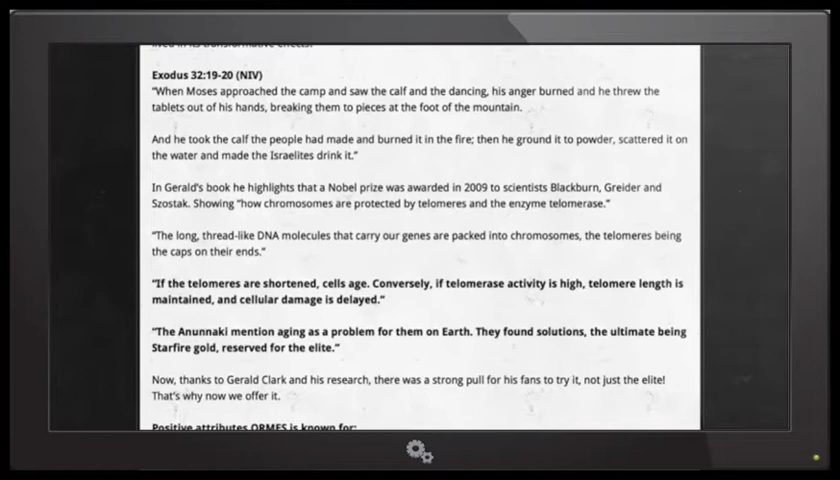 Exodus 32:19-20 (NIV)
"When Moses approached the camp and saw the calf and the dancing, his anger burned and he threw the
tablets out of his hands, breaking them to pieces at the foot of the mountain.
And he took the calf the people had made and burned it in the fire; then he ground it to powder, scattered it on
the water and made the Israelites drink it."
In Gerald's book he highlights that a Nobel prize was awarded in 2009 to scientists Blackburn, Greider and
Szostak. Showing "how chromosomes are protected by telomeres and the enzyme telomerase."
"The long, thread-like DNA molecules that carry our genes are packed into chromosomes, the telomeres being
the caps on their ends."
"If the telomeres are shortened, cells age. Conversely, if telomerase activity is high, telomere length is
maintained, and cellular damage is delayed."
"The Anunnaki mention aging as a problem for them on Earth. They found solutions, the ultimate being
Starfire gold, reserved for the elite."
Now, thanks to Gerald Clark and his research, there was a strong pull for his fans to try it, not just the elite!
That's why now we offer it.
Positive attributes ORMES is known for: